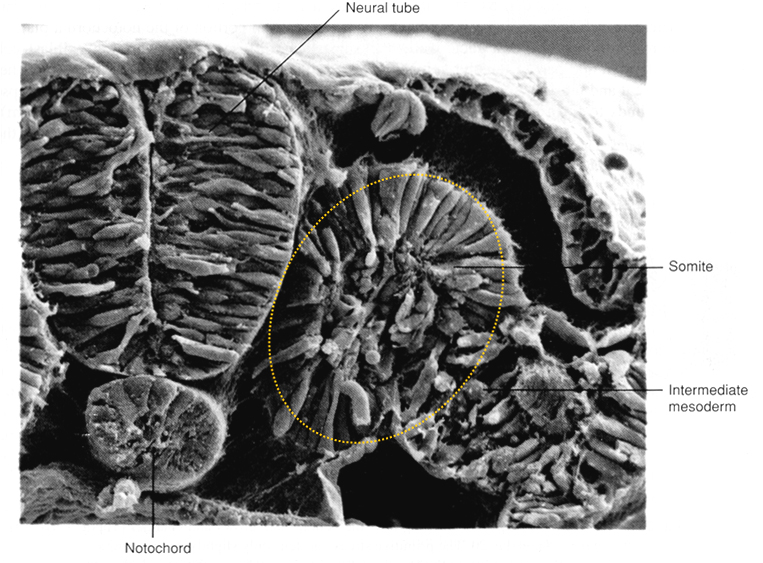 Neural tube
Somite
Intermediate
mesoderm
Notochord